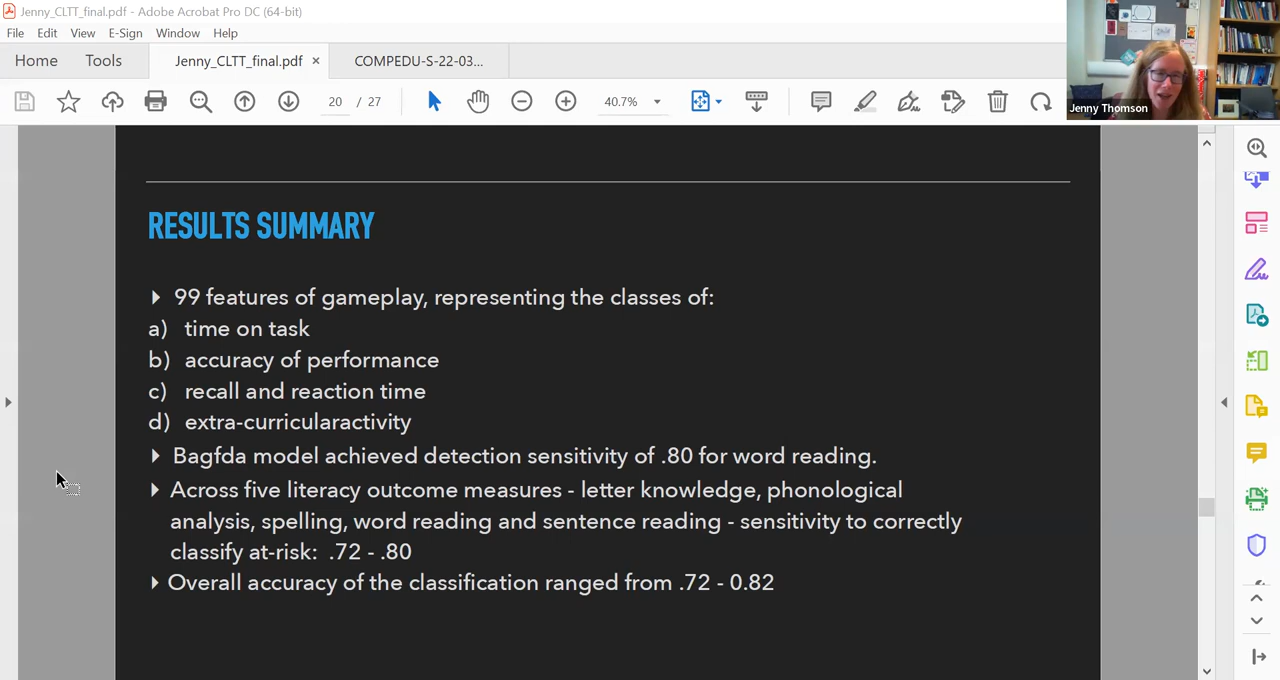 Jenny_CLTT_final.pdf - Adobe Acrobat Pro DC (64-bit)
File Edit View E-Sign Window Help
Home Tools Jenny_CLTT_final.pdf × COMPEDU-S-22-03...
20 / 27 40.7%
Jenny Thomson
RESULTS SUMMARY
99 features of gameplay, representing the classes of:
a) time on task
b) accuracy of performance
c) recall and reaction time
d) extra-curricularactivity
Bagfda model achieved detection sensitivity of .80 for word reading.
Across five literacy outcome measures - letter knowledge, phonological
analysis, spelling, word reading and sentence reading - sensitivity to correctly
classify at-risk: .72 - .80
Overall accuracy of the classification ranged from .72 - 0.82